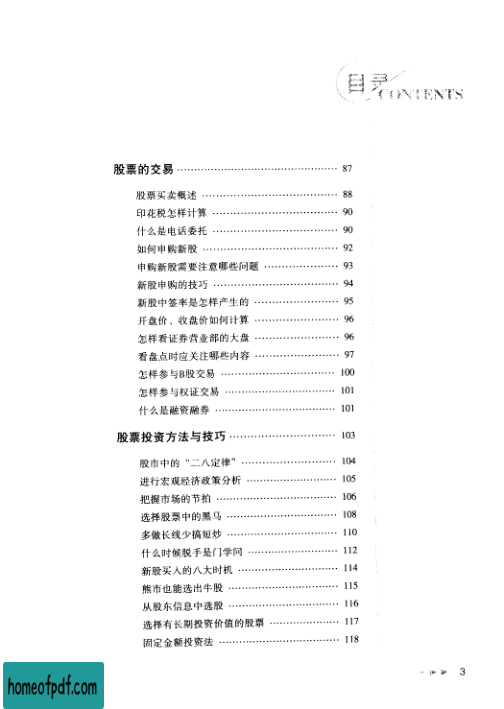 目录
CONTENTS
股票的交易 87
股票买卖概述 88
印花税怎样计算 90
什么是电话委托 90
如何申购新股 92
申购新股需要注意哪些问题 93
新股申购的技巧 94
新股中签率是怎样产生的 95
开盘价、收盘价如何计算 96
怎样看证券营业部的大盘 96
看盘点时应关注哪些内容 97
怎样参与B股交易 100
怎样参与权证交易 101
什么是融资融券 101
股票投资方法与技巧 103
股市中的“二八定律” 104
进行宏观经济政策分析 105
把握市场的节拍 106
选择股票中的黑马 108
多做长线少搞短炒 110
什么时候脱手是门学问 112
新股买入的八大时机 114
熊市也能选出牛股 115
从股东信息中选股 116
选择有长期投资价值的股票 117
固定金额投资法 118
3
homeofpdf.com